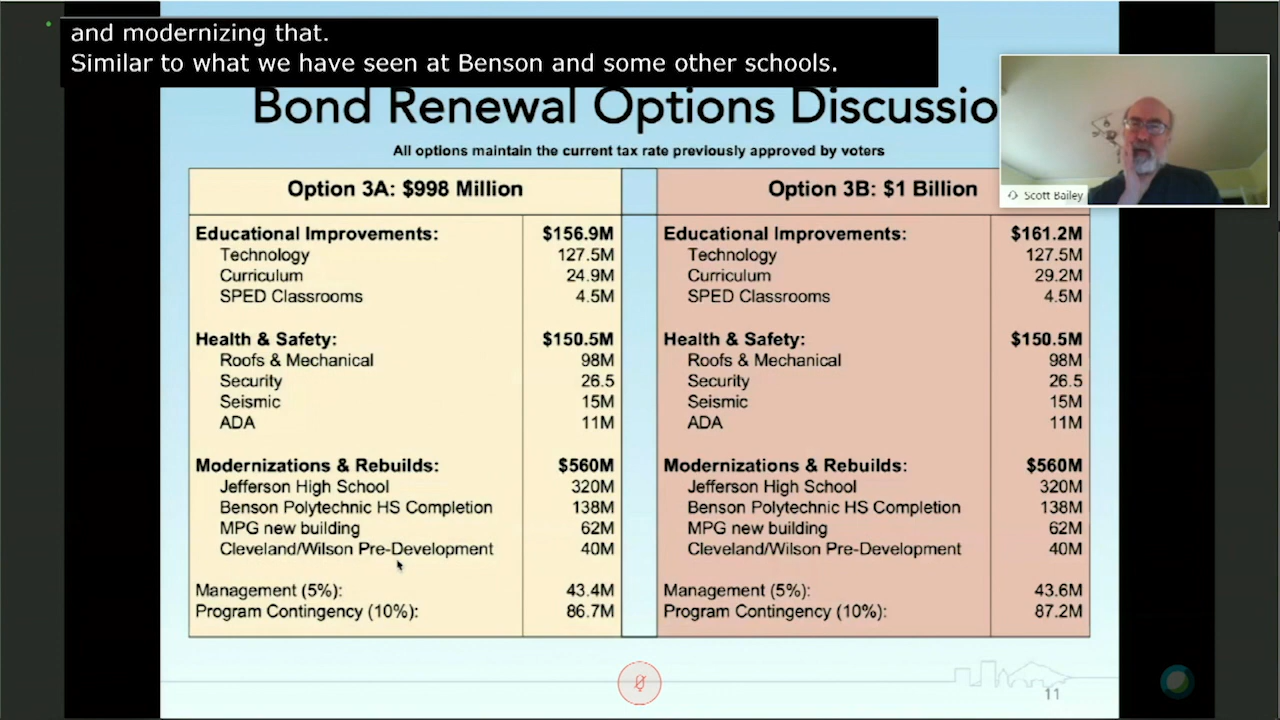 and modernizing that.
Similar to what we have seen at Benson and some other schools.
Bond Renewal Options Discussio
All options maintain the current tax rate previously approved by voters
Option 3A: $998 Million
Option 3B: $1 Billion
Scott Bailey
Educational Improvements: $156.9M
Technology 127.5M
Curriculum 24.9M
SPED Classrooms 4.5M
Health & Safety: $150.5M
Roofs & Mechanical 98M
Security 26.5
Seismic 15M
ADA 11M
Modernizations & Rebuilds: $560M
Jefferson High School 320M
Benson Polytechnic HS Completion 138M
MPG new building 62M
Cleveland/Wilson Pre-Development 40M
Management (5%): 43.4M
Program Contingency (10%): 86.7M
Educational Improvements: $161.2M
Technology 127.5M
Curriculum 29.2M
SPED Classrooms 4.5M
Health & Safety: $150.5M
Roofs & Mechanical 98M
Security 26.5
Seismic 15M
ADA 11M
Modernizations & Rebuilds: $560M
Jefferson High School 320M
Benson Polytechnic HS Completion 138M
MPG new building 62M
Cleveland/Wilson Pre-Development 40M
Management (5%): 43.6M
Program Contingency (10%): 87.2M
11